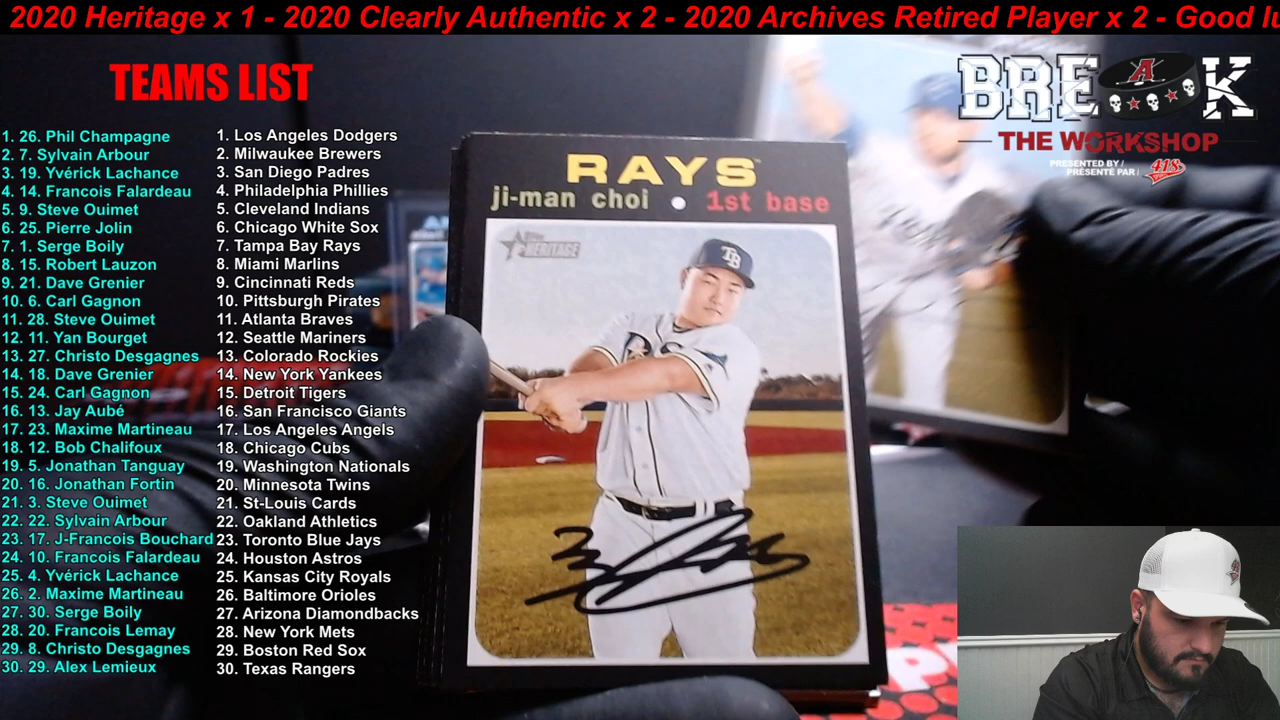 2020 Heritage x 1 - 2020 Clearly Authentic x 2 - 2020 Archives Retired Player x 2 - Good lu
TEAMS LIST
1. 26. Phil Champagne
2. 7. Sylvain Arbour
3. 19. Yvérick Lachance
4. 14. Francois Falardeau
5. 9. Steve Ouimet
6. 25. Pierre Jolin
7. 1. Serge Boily
8. 15. Robert Lauzon
9. 21. Dave Grenier
10. 6. Carl Gagnon
11. 28. Steve Ouimet
12. 11. Yan Bourget
13. 27. Christo Desgagnes
14. 18. Dave Grenier
15. 24. Carl Gagnon
16. 13. Jay Aubé
17. 23. Maxime Martineau
18. 12. Bob Chalifoux
19. 5. Jonathan Tanguay
20. 16. Jonathan Fortin
21. 3. Steve Ouimet
22. 22. Sylvain Arbour
23. 17. J-Francois Bouchard
24. 10. Francois Falardeau
25. 4. Yvérick Lachance
26. 2. Maxime Martineau
27. 30. Serge Boily
28. 20. Francois Lemay
29. 8. Christo Desgagnes
30. 29. Alex Lemieux
1. Los Angeles Dodgers
2. Milwaukee Brewers
3. San Diego Padres
4. Philadelphia Phillies
5. Cleveland Indians
6. Chicago White Sox
7. Tampa Bay Rays
8. Miami Marlins
9. Cincinnati Reds
10. Pittsburgh Pirates
11. Atlanta Braves
12. Seattle Mariners
13. Colorado Rockies
14. New York Yankees
15. Detroit Tigers
16. San Francisco Giants
17. Los Angeles Angels
18. Chicago Cubs
19. Washington Nationals
20. Minnesota Twins
21. St-Louis Cards
22. Oakland Athletics
23. Toronto Blue Jays
24. Houston Astros
25. Kansas City Royals
26. Baltimore Orioles
27. Arizona Diamondbacks
28. New York Mets
29. Boston Red Sox
30. Texas Rangers
RAYS™
ji-man choi • 1st base
Topps HERITAGE
TB
BREAK
THE WORKSHOP
PRESENTED BY /
PRÉSENTÉ PAR /